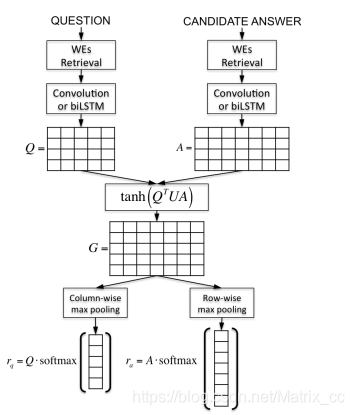 QUESTION
CANDIDATE ANSWER
WEs
Retrieval
WEs
Retrieval
Convolution
or biLSTM
Convolution
or biLSTM
Q =
A =
tanh(QᵀUA)
G =
Column-wise
max pooling
Row-wise
max pooling
r_q = Q · softmax
r_a = A · softmax
https://blog.csdn.net/Matrix_cc